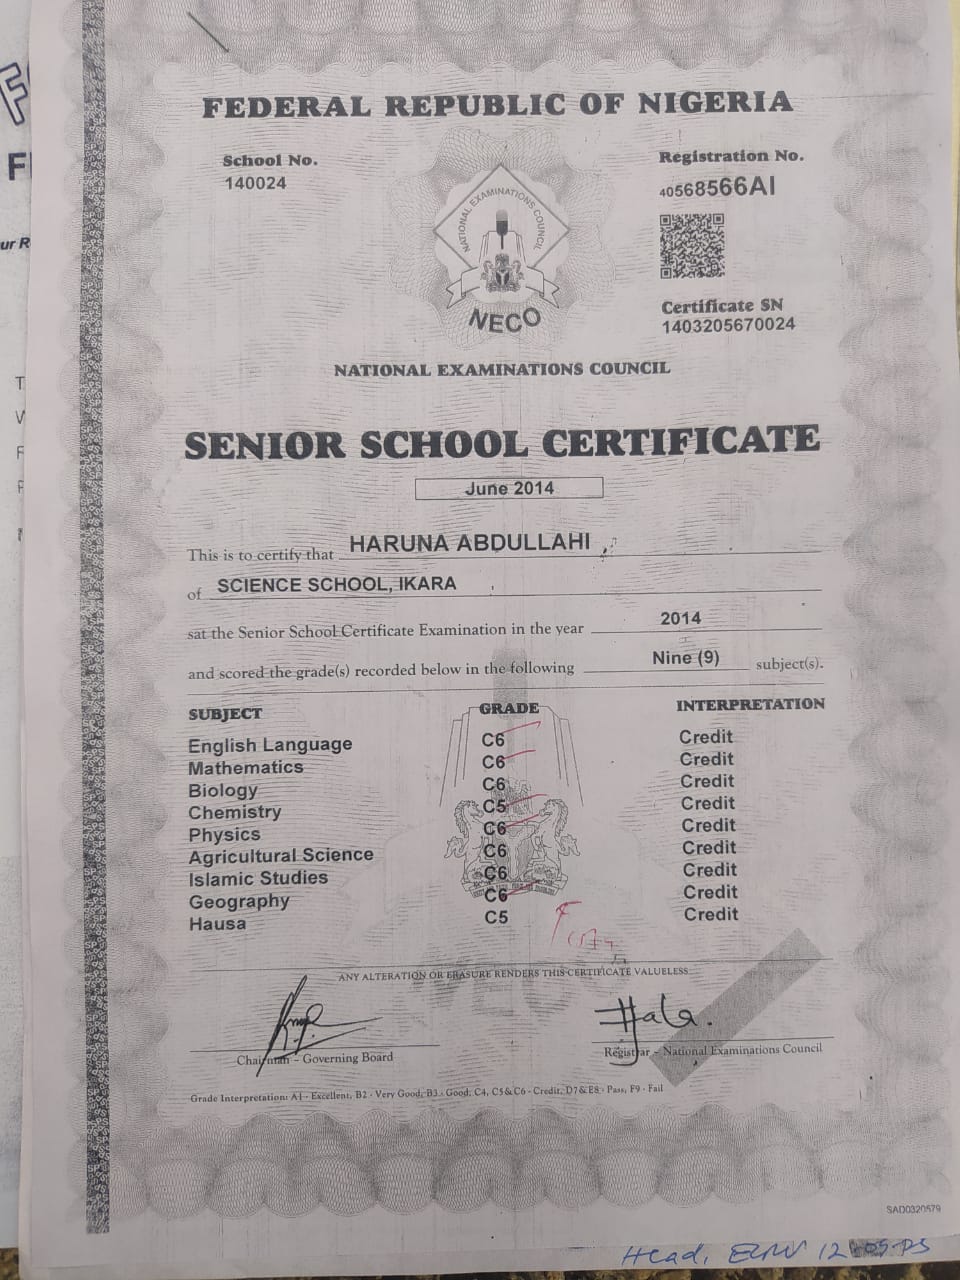 FEDERAL REPUBLIC OF NIGERIA
School No.
140024
Registration No.
40568566AI
NATIONAL EXAMINATIONS COUNCIL
NECO
Certificate SN
1403205670024
NATIONAL EXAMINATIONS COUNCIL
SENIOR SCHOOL CERTIFICATE
June 2014
This is to certify that HARUNA ABDULLAHI
of SCIENCE SCHOOL, IKARA
sat the Senior School Certificate Examination in the year 2014
and scored the grade(s) recorded below in the following Nine (9) subject(s).
SUBJECT GRADE INTERPRETATION
English Language C6 Credit
Mathematics C6 Credit
Biology C6 Credit
Chemistry C5 Credit
Physics C6 Credit
Agricultural Science C6 Credit
Islamic Studies C6 Credit
Geography C6 Credit
Hausa C5 Credit
ANY ALTERATION OR ERASURE RENDERS THIS CERTIFICATE VALUELESS
Chairman - Governing Board
Registrar - National Examinations Council
Grade Interpretation: A1 - Excellent, B2 - Very Good, B3 - Good, C4, C5 & C6 - Credit, D7 & E8 - Pass, F9 - Fail
SAD0320579
Head,
ur R